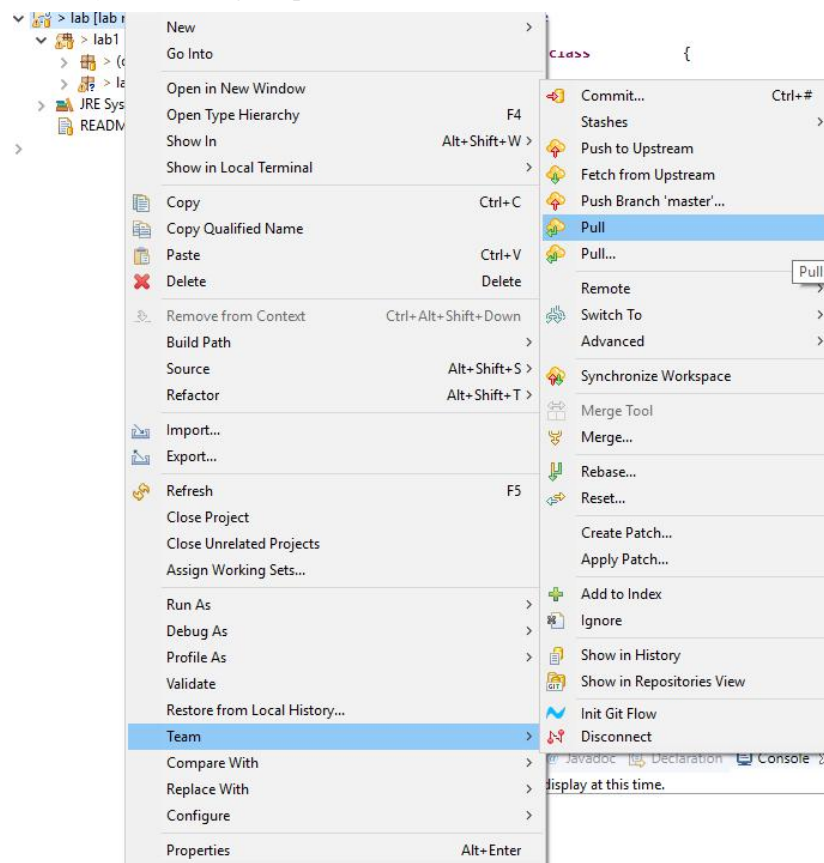 > lab [lab
> lab1
>
>
JRE Sys
READM
New
Go Into
Open in New Window
Open Type Hierarchy F4
Show In Alt+Shift+W >
Show in Local Terminal >
Copy Ctrl+C
Copy Qualified Name
Paste Ctrl+V
Delete Delete
Remove from Context Ctrl+Alt+Shift+Down
Build Path >
Source Alt+Shift+S >
Refactor Alt+Shift+T >
Import...
Export...
Refresh F5
Close Project
Close Unrelated Projects
Assign Working Sets...
Run As >
Debug As >
Profile As >
Validate
Restore from Local History...
Team >
Compare With >
Replace With >
Configure >
Properties Alt+Enter
class {
Commit... Ctrl+#
Stashes >
Push to Upstream
Fetch from Upstream
Push Branch 'master'...
Pull
Pull...
Pull
Remote >
Switch To >
Advanced >
Synchronize Workspace
Merge Tool
Merge...
Rebase...
Reset...
Create Patch...
Apply Patch...
Add to Index
Ignore
Show in History
Show in Repositories View
Init Git Flow
Disconnect
@ Javadoc Declaration Console
display at this time.